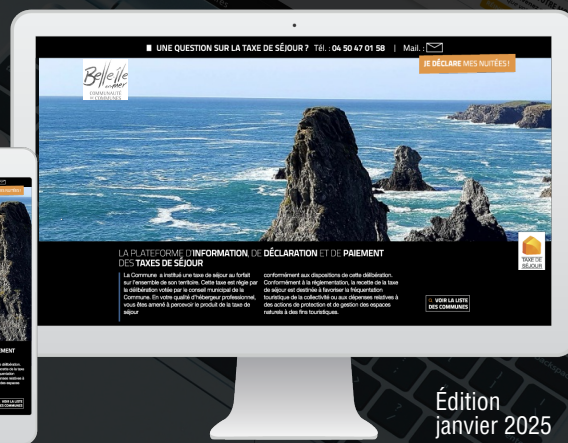 UNE QUESTION SUR LA TAXE DE SÉJOUR ? Tél. : 04 50 47 01 58 | Mail. :
JE DÉCLARE MES NUITÉES !
Belle île
en mer
COMMUNAUTÉ
DE COMMUNES
LA PLATEFORME D'INFORMATION, DE DÉCLARATION ET DE PAIEMENT
DES TAXES DE SÉJOUR
La Commune a institué une taxe de séjour au forfait
sur l'ensemble de son territoire. Cette taxe est régie par
la délibération votée par le conseil municipal de la
Commune. En votre qualité d'hébergeur professionnel,
vous êtes amené à percevoir le produit de la taxe de
séjour
conformément aux dispositions de cette délibération.
Conformément à la réglementation, la recette de la taxe
de séjour est destinée à favoriser la fréquentation
touristique de la collectivité ou aux dépenses relatives à
des actions de protection et de gestion des espaces
naturels à des fins touristiques.
TAXE DE
SÉJOUR
VOIR LA LISTE
DES COMMUNES
EMENT
VOIR LA LISTE
DES COMMUNES
Édition
janvier 2025